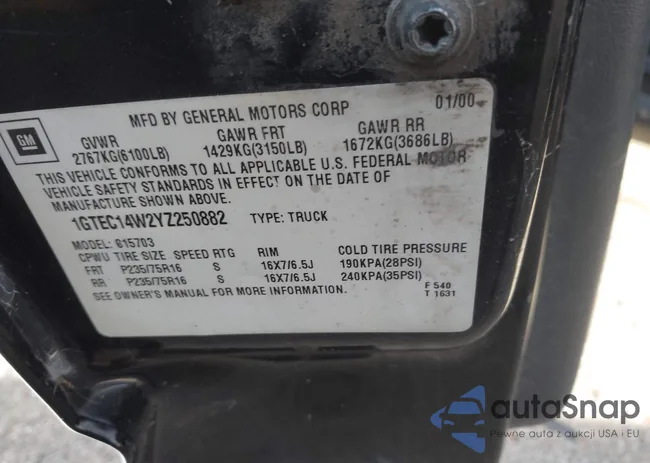 MFD BY GENERAL MOTORS CORP 01/00
GM
GVWR GAWR FRT GAWR RR
2767KG(6100LB) 1429KG(3150LB) 1672KG(3686LB)
THIS VEHICLE CONFORMS TO ALL APPLICABLE U.S. FEDERAL MOTOR
VEHICLE SAFETY STANDARDS IN EFFECT ON THE DATE OF
MANUFACTURE SHOWN ABOVE.
1GTEC14W2YZ250882 TYPE: TRUCK
MODEL: C15703
CPWU TIRE SIZE SPEED RTG RIM COLD TIRE PRESSURE
FRT P235/75R16 S 16X7/6.5J 190KPA(28PSI)
RR P235/75R16 S 16X7/6.5J 240KPA(35PSI)
SEE OWNER'S MANUAL FOR MORE INFORMATION.
F 540
T 1631
autoSnap
Pewne auta z aukcji USA i EU